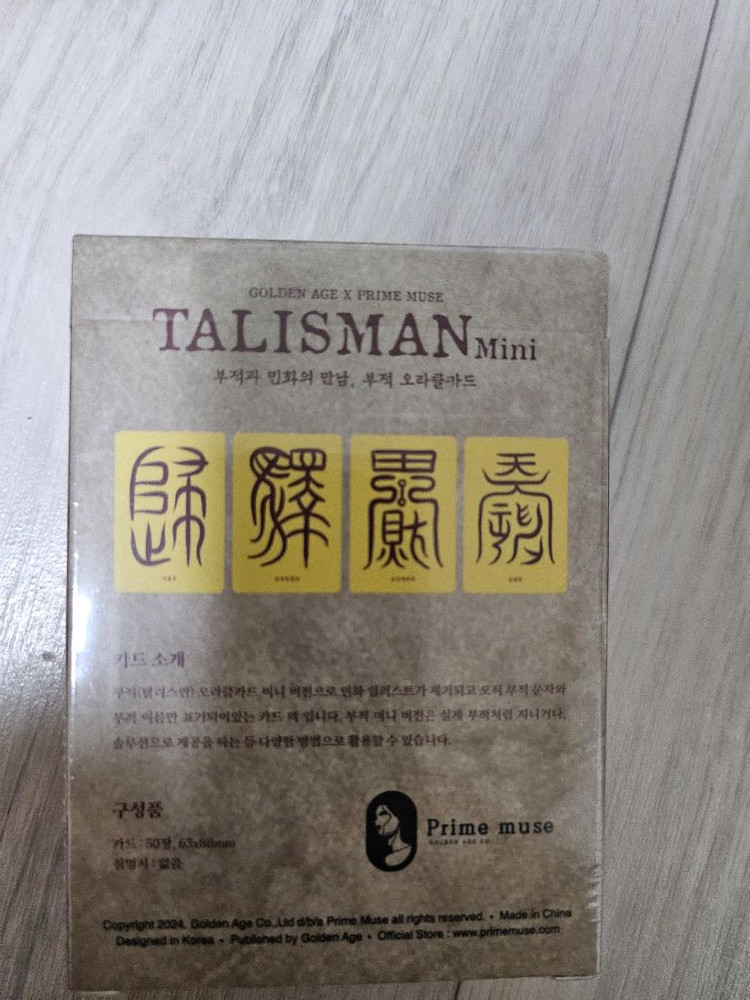 GOLDEN AGE X PRIME MUSE
TALISMAN Mini
부적과 민화의 만남, 부적 오라클카드
카드 소개
부적(탈리스만) 오라클카드 미니 버전으로 민화 일러스트가 제거되고 오직 부적 문자와
부적 이름만 표기되어있는 카드 덱 입니다. 부적 미니 버전은 실제 부적처럼 지니거나,
솔루션으로 제공을 하는 등 다양한 방법으로 활용할 수 있습니다.
구성품
카드 : 50장, 63x88mm
설명서 : 없음
Prime muse
GOLDEN AGE CO.
Copyright 2024. Golden Age Co.,Ltd d/b/a Prime Muse all rights reserved. • Made in China
Designed in Korea • Published by Golden Age • Official Store : www.primemuse.com